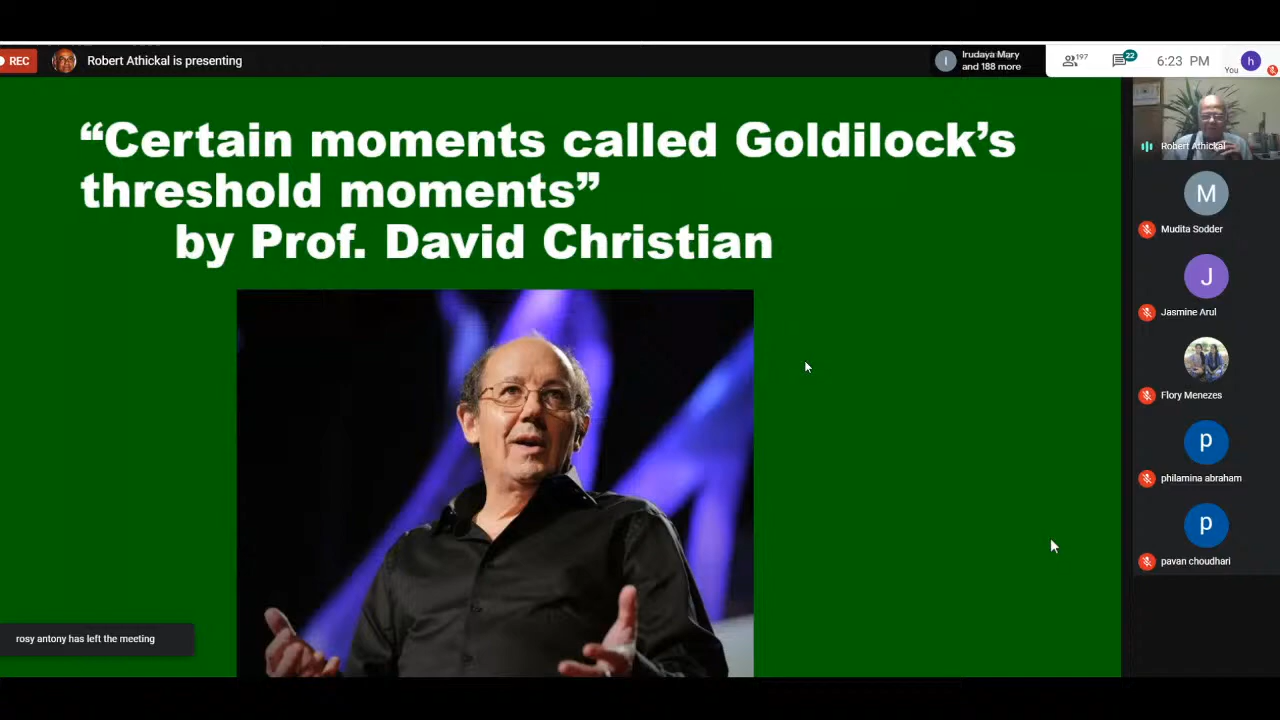 REC
Robert Athickal is presenting
Irudaya Mary
and 188 more
197
22
6:23 PM
You
h
“Certain moments called Goldilock’s
threshold moments”
by Prof. David Christian
Robert Athickal
M
Mudita Sodder
J
Jasmine Arul
Flory Menezes
p
philamina abraham
p
pavan choudhari
rosy antony has left the meeting